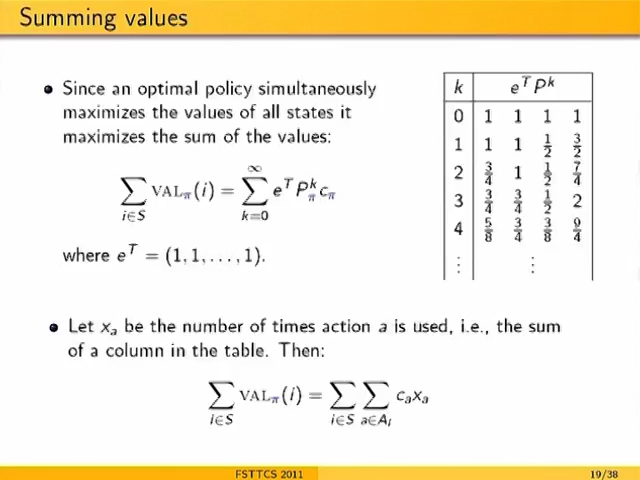 Summing values
● Since an optimal policy simultaneously
maximizes the values of all states it
maximizes the sum of the values:
∑_{i∈S} VAL_π(i) = ∑_{k=0}^{∞} e^T P_π^k c_π
where e^T = (1, 1, . . . , 1).
k e^T P^k
0 1 1 1 1
1 1 1 1/2 3/2
2 3/4 1 1/2 7/4
3 3/4 3/4 1/2 2
4 5/8 3/4 3/8 9/4
⋮ ⋮
● Let x_a be the number of times action a is used, i.e., the sum
of a column in the table. Then:
∑_{i∈S} VAL_π(i) = ∑_{i∈S} ∑_{a∈A_i} c_a x_a
FSTTCS 2011 19/38